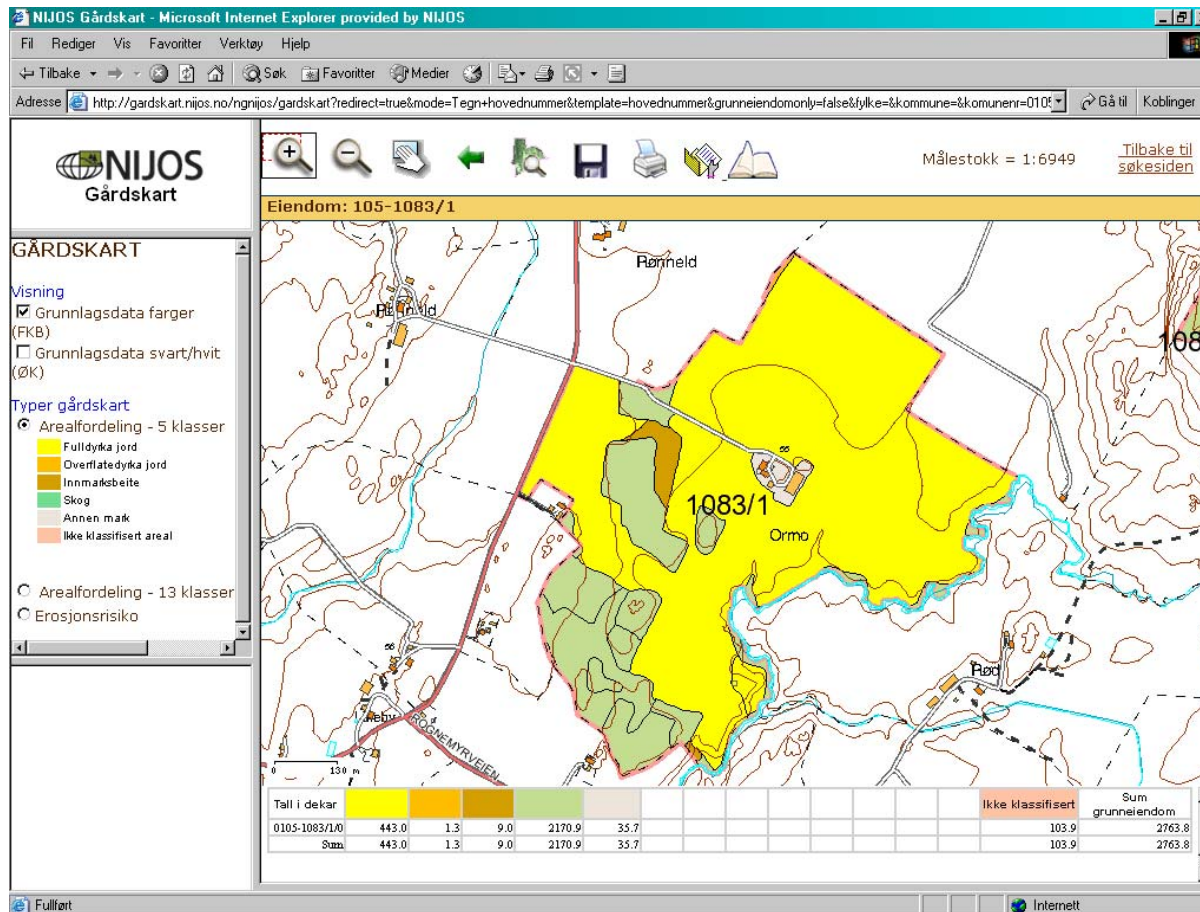 NIJOS Gårdskart - Microsoft Internet Explorer provided by NIJOS
Fil Rediger Vis Favoritter Verktøy Hjelp
Tilbake Søk Favoritter Medier
Adresse http://gardskart.nijos.no/ngnijos/gardskart?redirect=true&mode=Tegn+hovednummer&template=hovednummer&grunneiendomonly=false&fylke=&kommune=&komunenr=010 Gå til Koblinger
NIJOS
Gårdskart
Målestokk = 1:6949
Tilbake til
søkesiden
Eiendom: 105-1083/1
GÅRDSKART
Visning
Grunnlagsdata farger
(FKB)
Grunnlagsdata svart/hvit
(ØK)
Typer gårdskart
Arealfordeling - 5 klasser
Fulldyrka jord
Overflatedyrka jord
Innmarksbeite
Skog
Annen mark
Ikke klassifisert areal
Arealfordeling - 13 klasser
Erosjonsrisiko
Rønneld
108
1083/1
Ormo
Rød
ROGNEMYRVEIEN
0 130 m
Tall i dekar Ikke klassifisert Sum grunneiendom
0105-1083/1/0 443.0 1.3 9.0 2170.9 35.7 103.9 2763.8
Sum 443.0 1.3 9.0 2170.9 35.7 103.9 2763.8
Fullført Internett